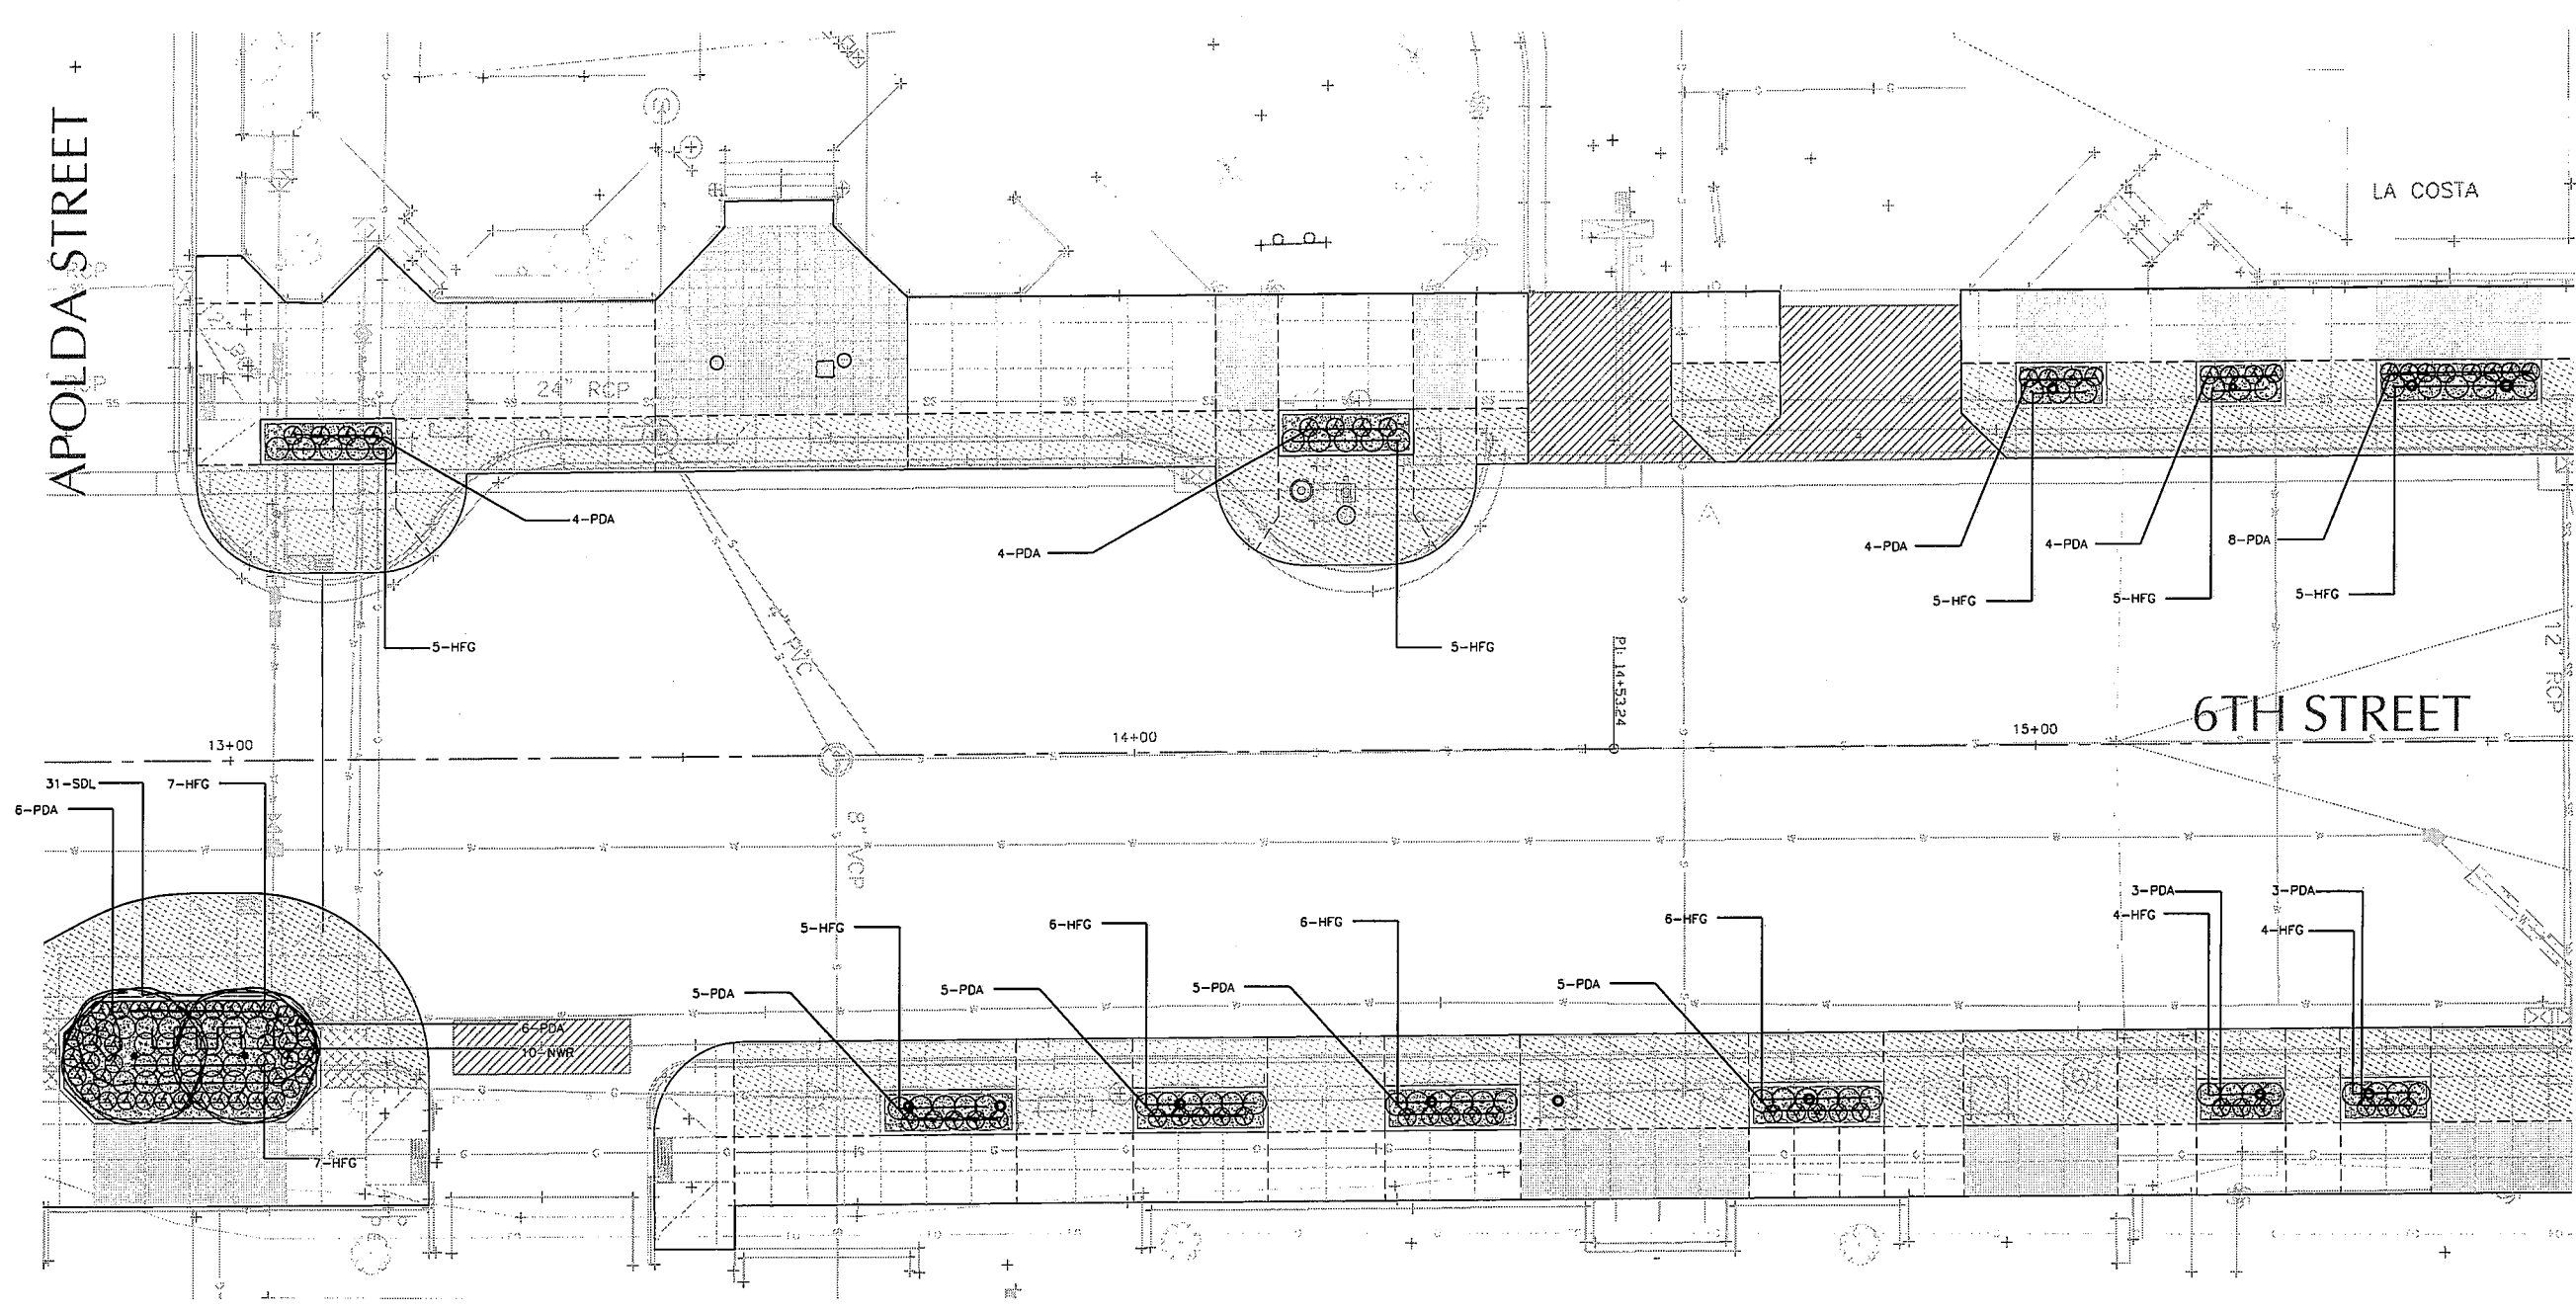 APOLDA STREET
LA COSTA
24" RCP
4-PDA
5-HFG
4-PDA
5-HFG
4-PDA
5-HFG
4-PDA
5-HFG
8-PDA
5-HFG
PVC
A
PI: 14+53.24
12" RCP
6TH STREET
13+00
14+00
15+00
8" VCP
31-SDL
7-HFG
6-PDA
6-PDA
10-NWR
7-HFG
5-HFG
5-PDA
6-HFG
5-PDA
6-HFG
5-PDA
6-HFG
5-PDA
3-PDA
4-HFG
3-PDA
4-HFG